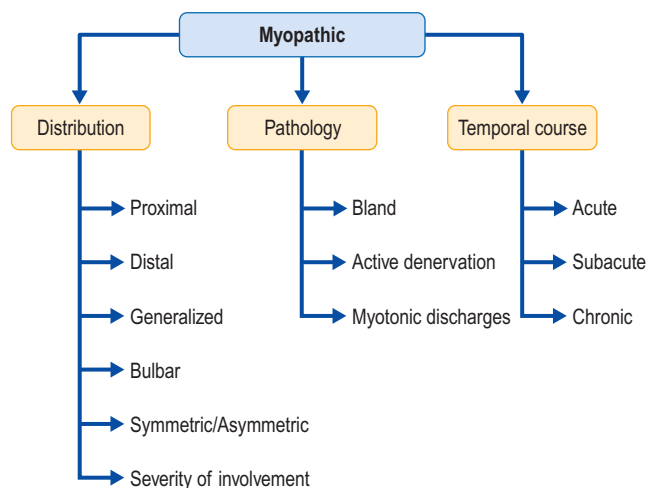 Myopathic
Distribution
Pathology
Temporal course
Proximal
Distal
Generalized
Bulbar
Symmetric/Asymmetric
Severity of involvement
Bland
Active denervation
Myotonic discharges
Acute
Subacute
Chronic